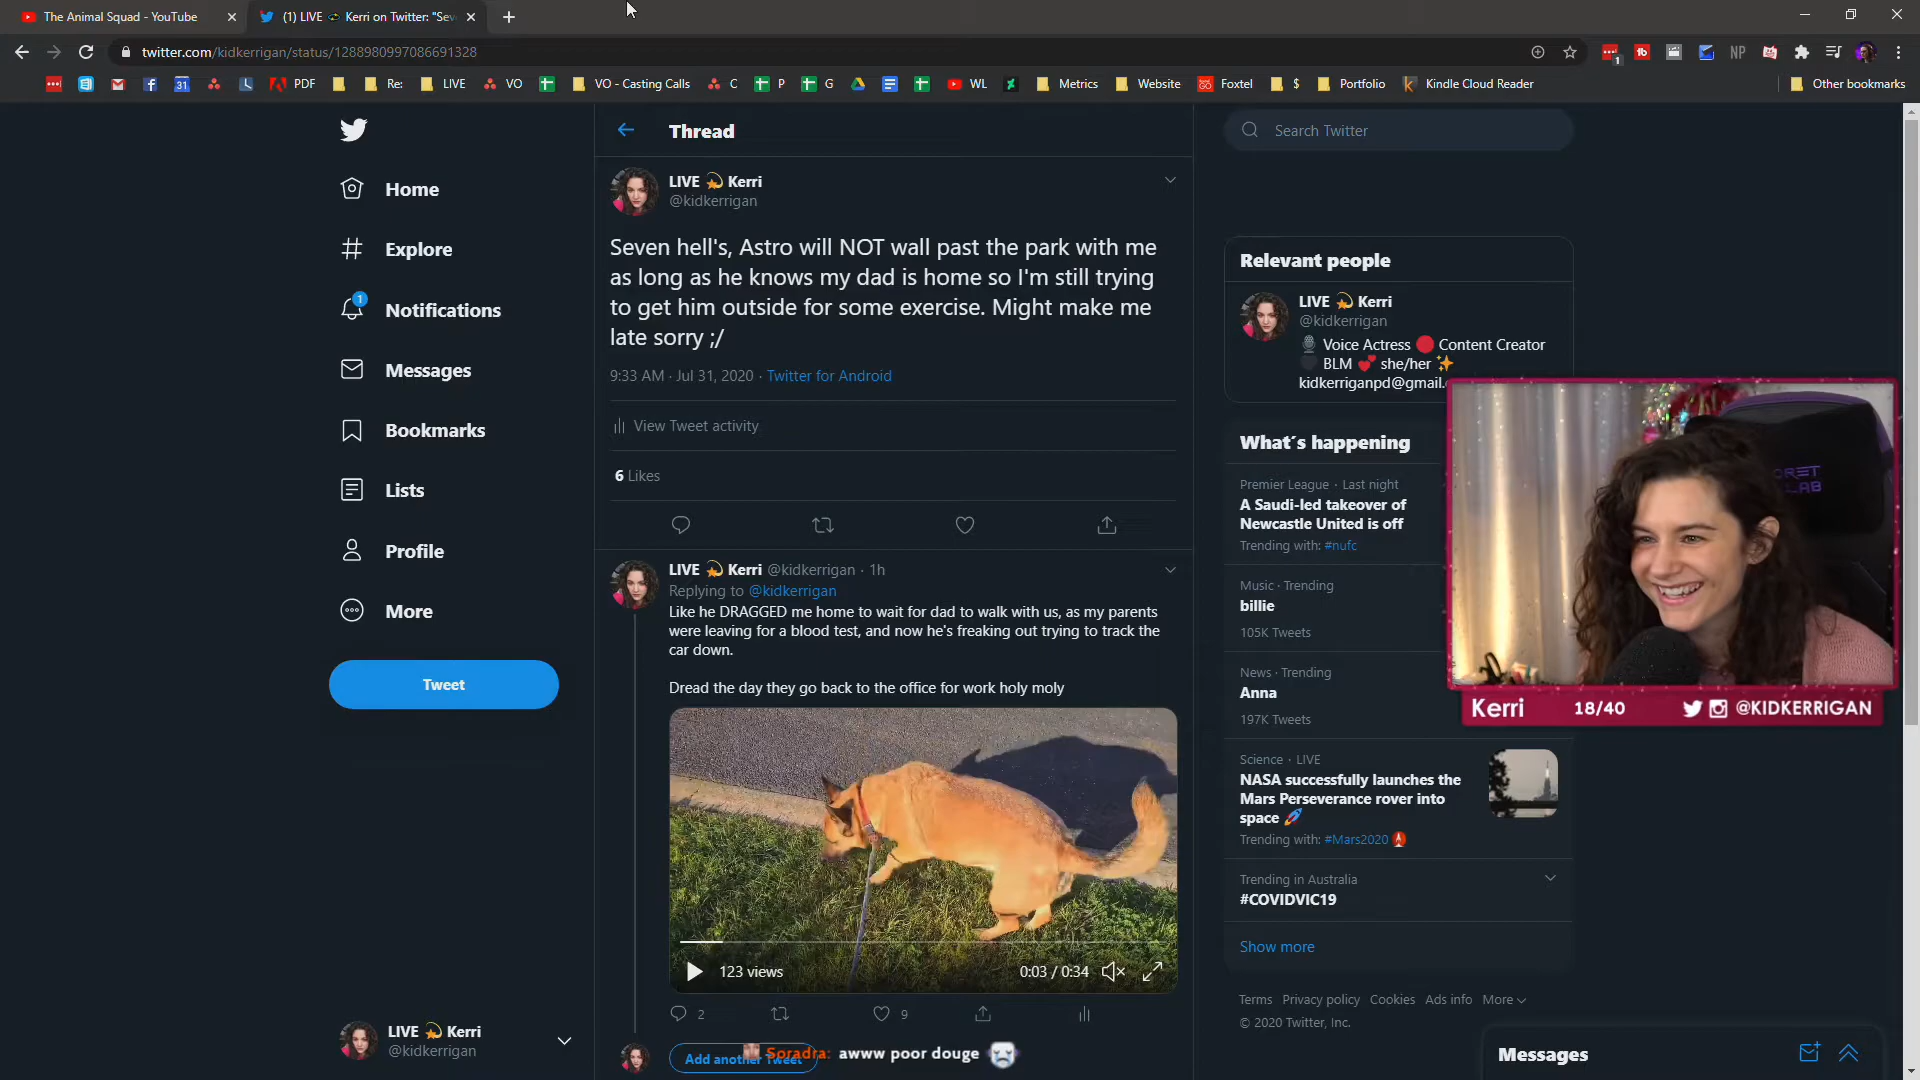 The Animal Squad - YouTube
(1) LIVE Kerri on Twitter: "Sev
twitter.com/kidkerrigan/status/1288980997086691328
31
PDF
Re:
LIVE
VO
VO - Casting Calls
C
P
G
WL
Metrics
Website
Foxtel
$
Portfolio
Kindle Cloud Reader
Other bookmarks
NP
1
Home
Explore
1
Notifications
Messages
Bookmarks
Lists
Profile
More
Tweet
LIVE Kerri
@kidkerrigan
Thread
LIVE Kerri
@kidkerrigan
Seven hell's, Astro will NOT wall past the park with me
as long as he knows my dad is home so I'm still trying
to get him outside for some exercise. Might make me
late sorry ;/
9:33 AM · Jul 31, 2020 · Twitter for Android
View Tweet activity
6 Likes
LIVE Kerri @kidkerrigan · 1h
Replying to @kidkerrigan
Like he DRAGGED me home to wait for dad to walk with us, as my parents
were leaving for a blood test, and now he's freaking out trying to track the
car down.
Dread the day they go back to the office for work holy moly
123 views
0:03 / 0:34
2
9
Add another Tweet
Soradra: awww poor douge
Search Twitter
Relevant people
LIVE Kerri
@kidkerrigan
Voice Actress Content Creator
BLM she/her
kidkerriganpd@gmail.
What's happening
Premier League · Last night
A Saudi-led takeover of
Newcastle United is off
Trending with: #nufc
Music · Trending
billie
105K Tweets
News · Trending
Anna
197K Tweets
Science · LIVE
NASA successfully launches the
Mars Perseverance rover into
space
Trending with: #Mars2020
Trending in Australia
#COVIDVIC19
Show more
Terms Privacy policy Cookies Ads info More
© 2020 Twitter, Inc.
Kerri 18/40 @KIDKERRIGAN
Messages